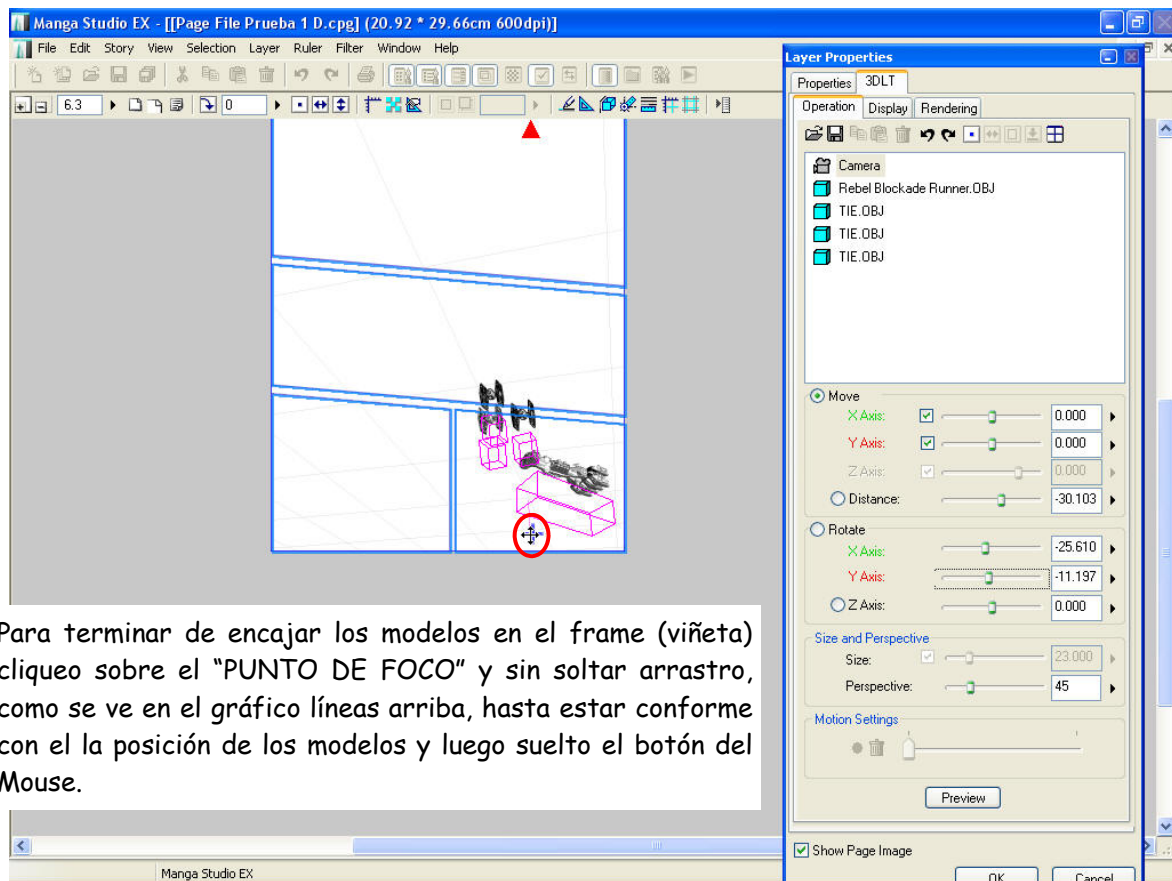 Manga Studio EX - [[Page File Prueba 1 D.cpg] (20.92 * 29.66cm 600dpi)]
File Edit Story View Selection Layer Ruler Filter Window Help
6.3
0
Layer Properties
Properties 3DLT
Operation Display Rendering
Camera
Rebel Blockade Runner.OBJ
TIE.OBJ
TIE.OBJ
TIE.OBJ
Move
X Axis: 0.000
Y Axis: 0.000
Z Axis: 0.000
Distance: -30.103
Rotate
X Axis: -25.610
Y Axis: -11.197
Z Axis: 0.000
Size and Perspective
Size: 23.000
Perspective: 45
Motion Settings
Preview
Show Page Image
OK Cancel
Para terminar de encajar los modelos en el frame (viñeta)
cliqueo sobre el “PUNTO DE FOCO” y sin soltar arrastro,
como se ve en el gráfico líneas arriba, hasta estar conforme
con el la posición de los modelos y luego suelto el botón del
Mouse.
Manga Studio EX